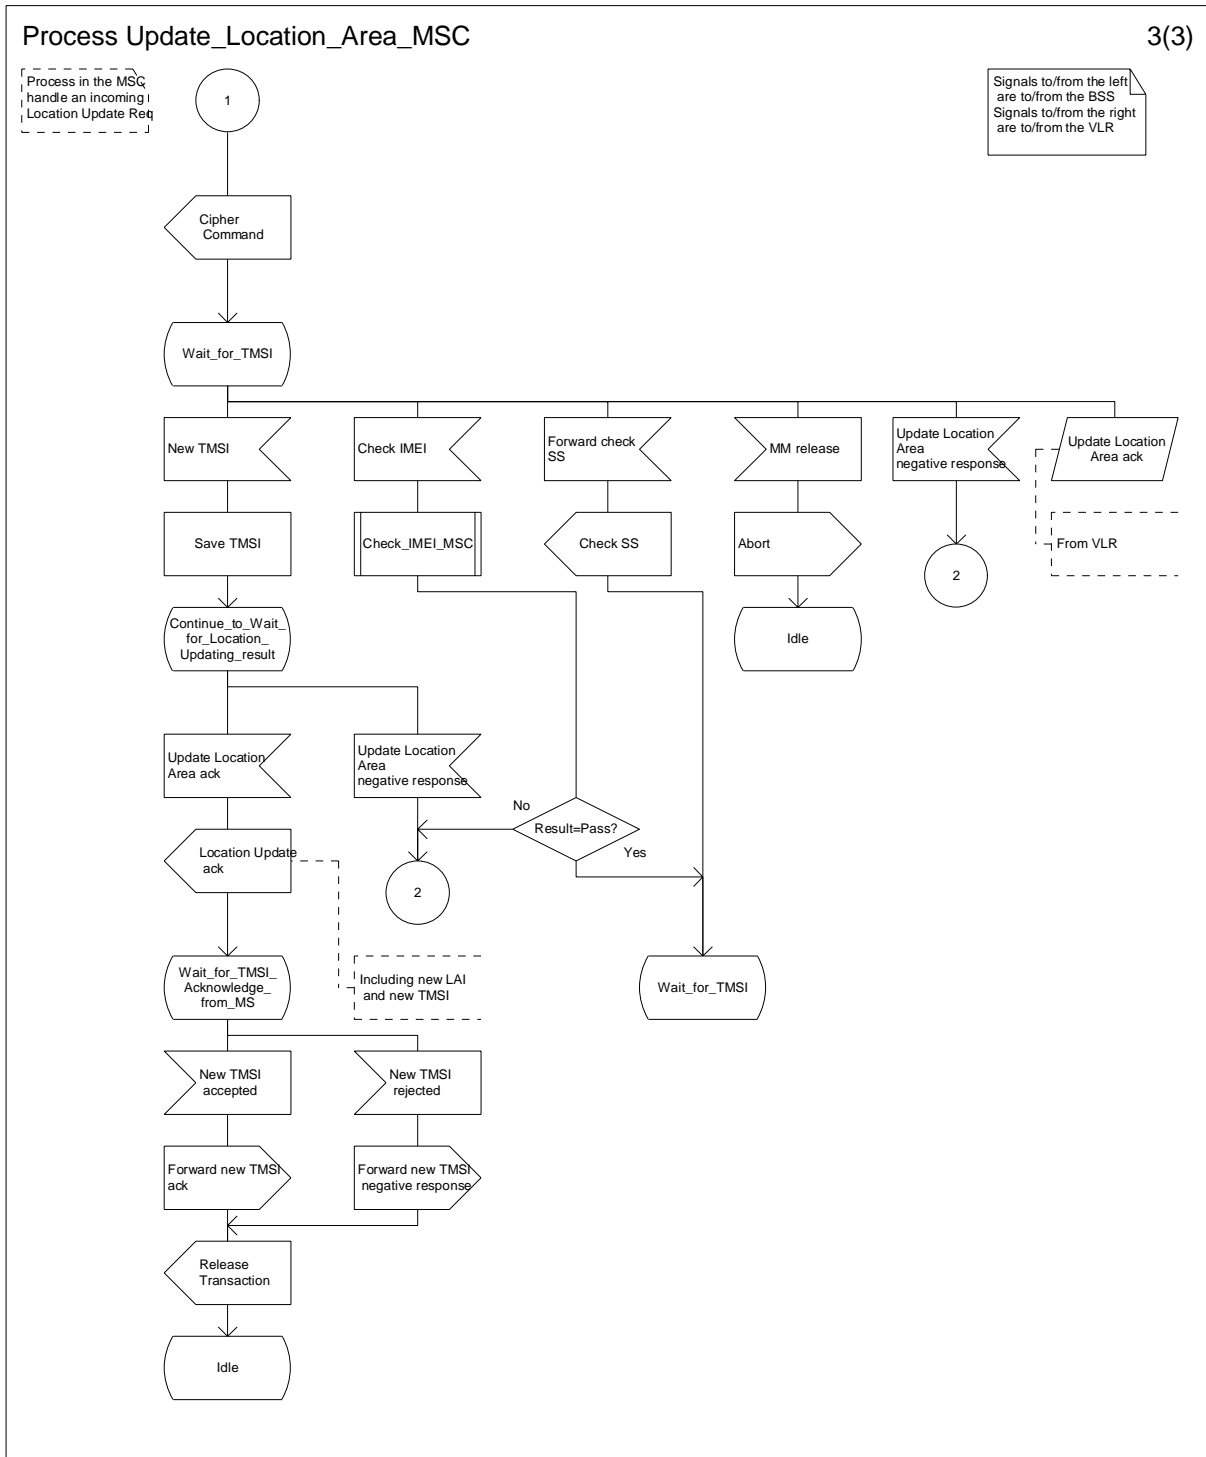 Process Update_Location_Area_MSC
3(3)
Process in the MSC
handle an incoming
Location Update Req
1
Signals to/from the left
are to/from the BSS
Signals to/from the right
are to/from the VLR
Cipher
Command
Wait_for_TMSI
New TMSI
Check IMEI
Forward check
SS
MM release
Update Location
Area
negative response
Update Location
Area ack
Save TMSI
Check_IMEI_MSC
Check SS
Abort
2
From VLR
Continue_to_Wait_
for_Location_
Updating_result
Idle
Update Location
Area ack
Update Location
Area
negative response
No
Result=Pass?
Yes
Location Update
ack
2
Wait_for_TMSI_
Acknowledge_
from_MS
Including new LAI
and new TMSI
Wait_for_TMSI
New TMSI
accepted
New TMSI
rejected
Forward new TMSI
ack
Forward new TMSI
negative response
Release
Transaction
Idle